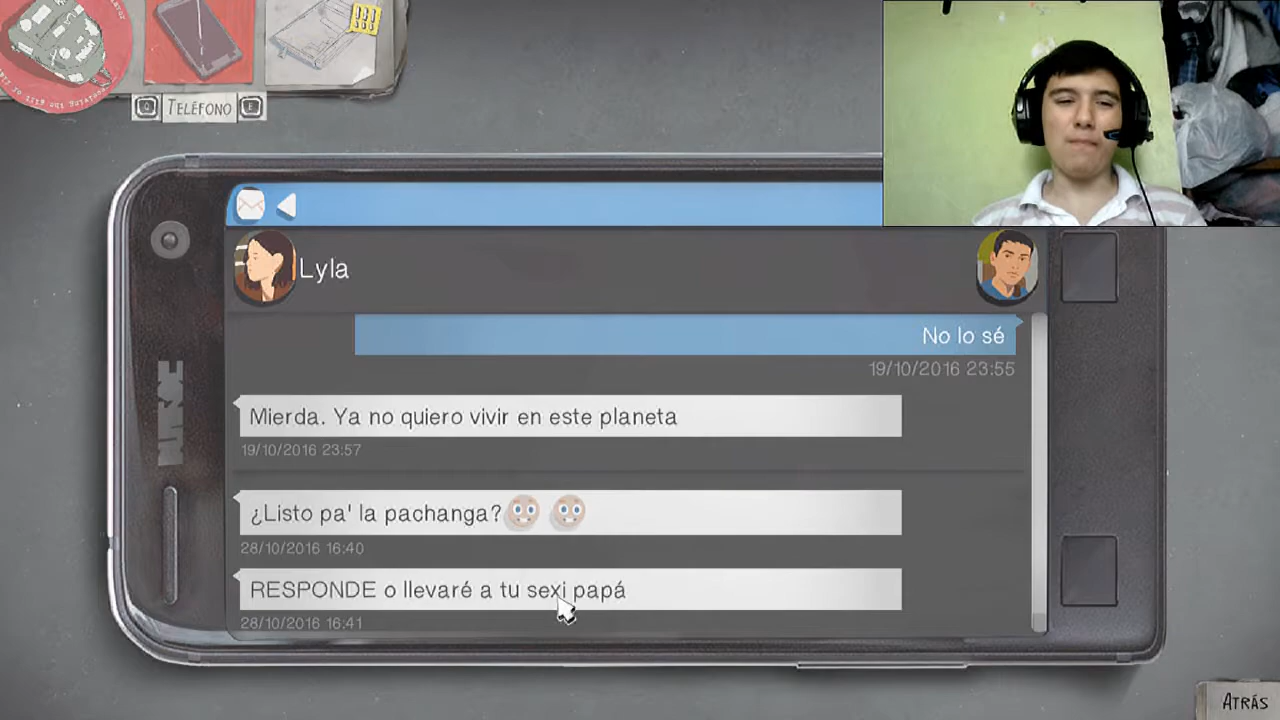 TELÉFONO
Lyla
No lo sé
19/10/2016 23:55
Mierda. Ya no quiero vivir en este planeta
19/10/2016 23:57
¿Listo pa' la pachanga?
28/10/2016 16:40
RESPONDE o llevaré a tu sexi papá
28/10/2016 16:41
ATRÁS